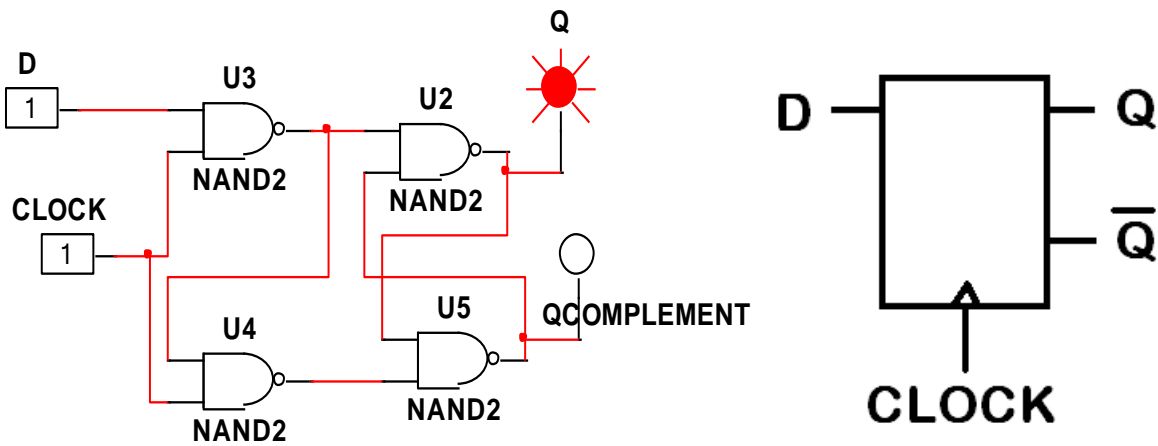 Q
D
U3
U2
1
NAND2
NAND2
CLOCK
1
U4
U5
QCOMPLEMENT
NAND2
NAND2
D
Q
Q̅
CLOCK